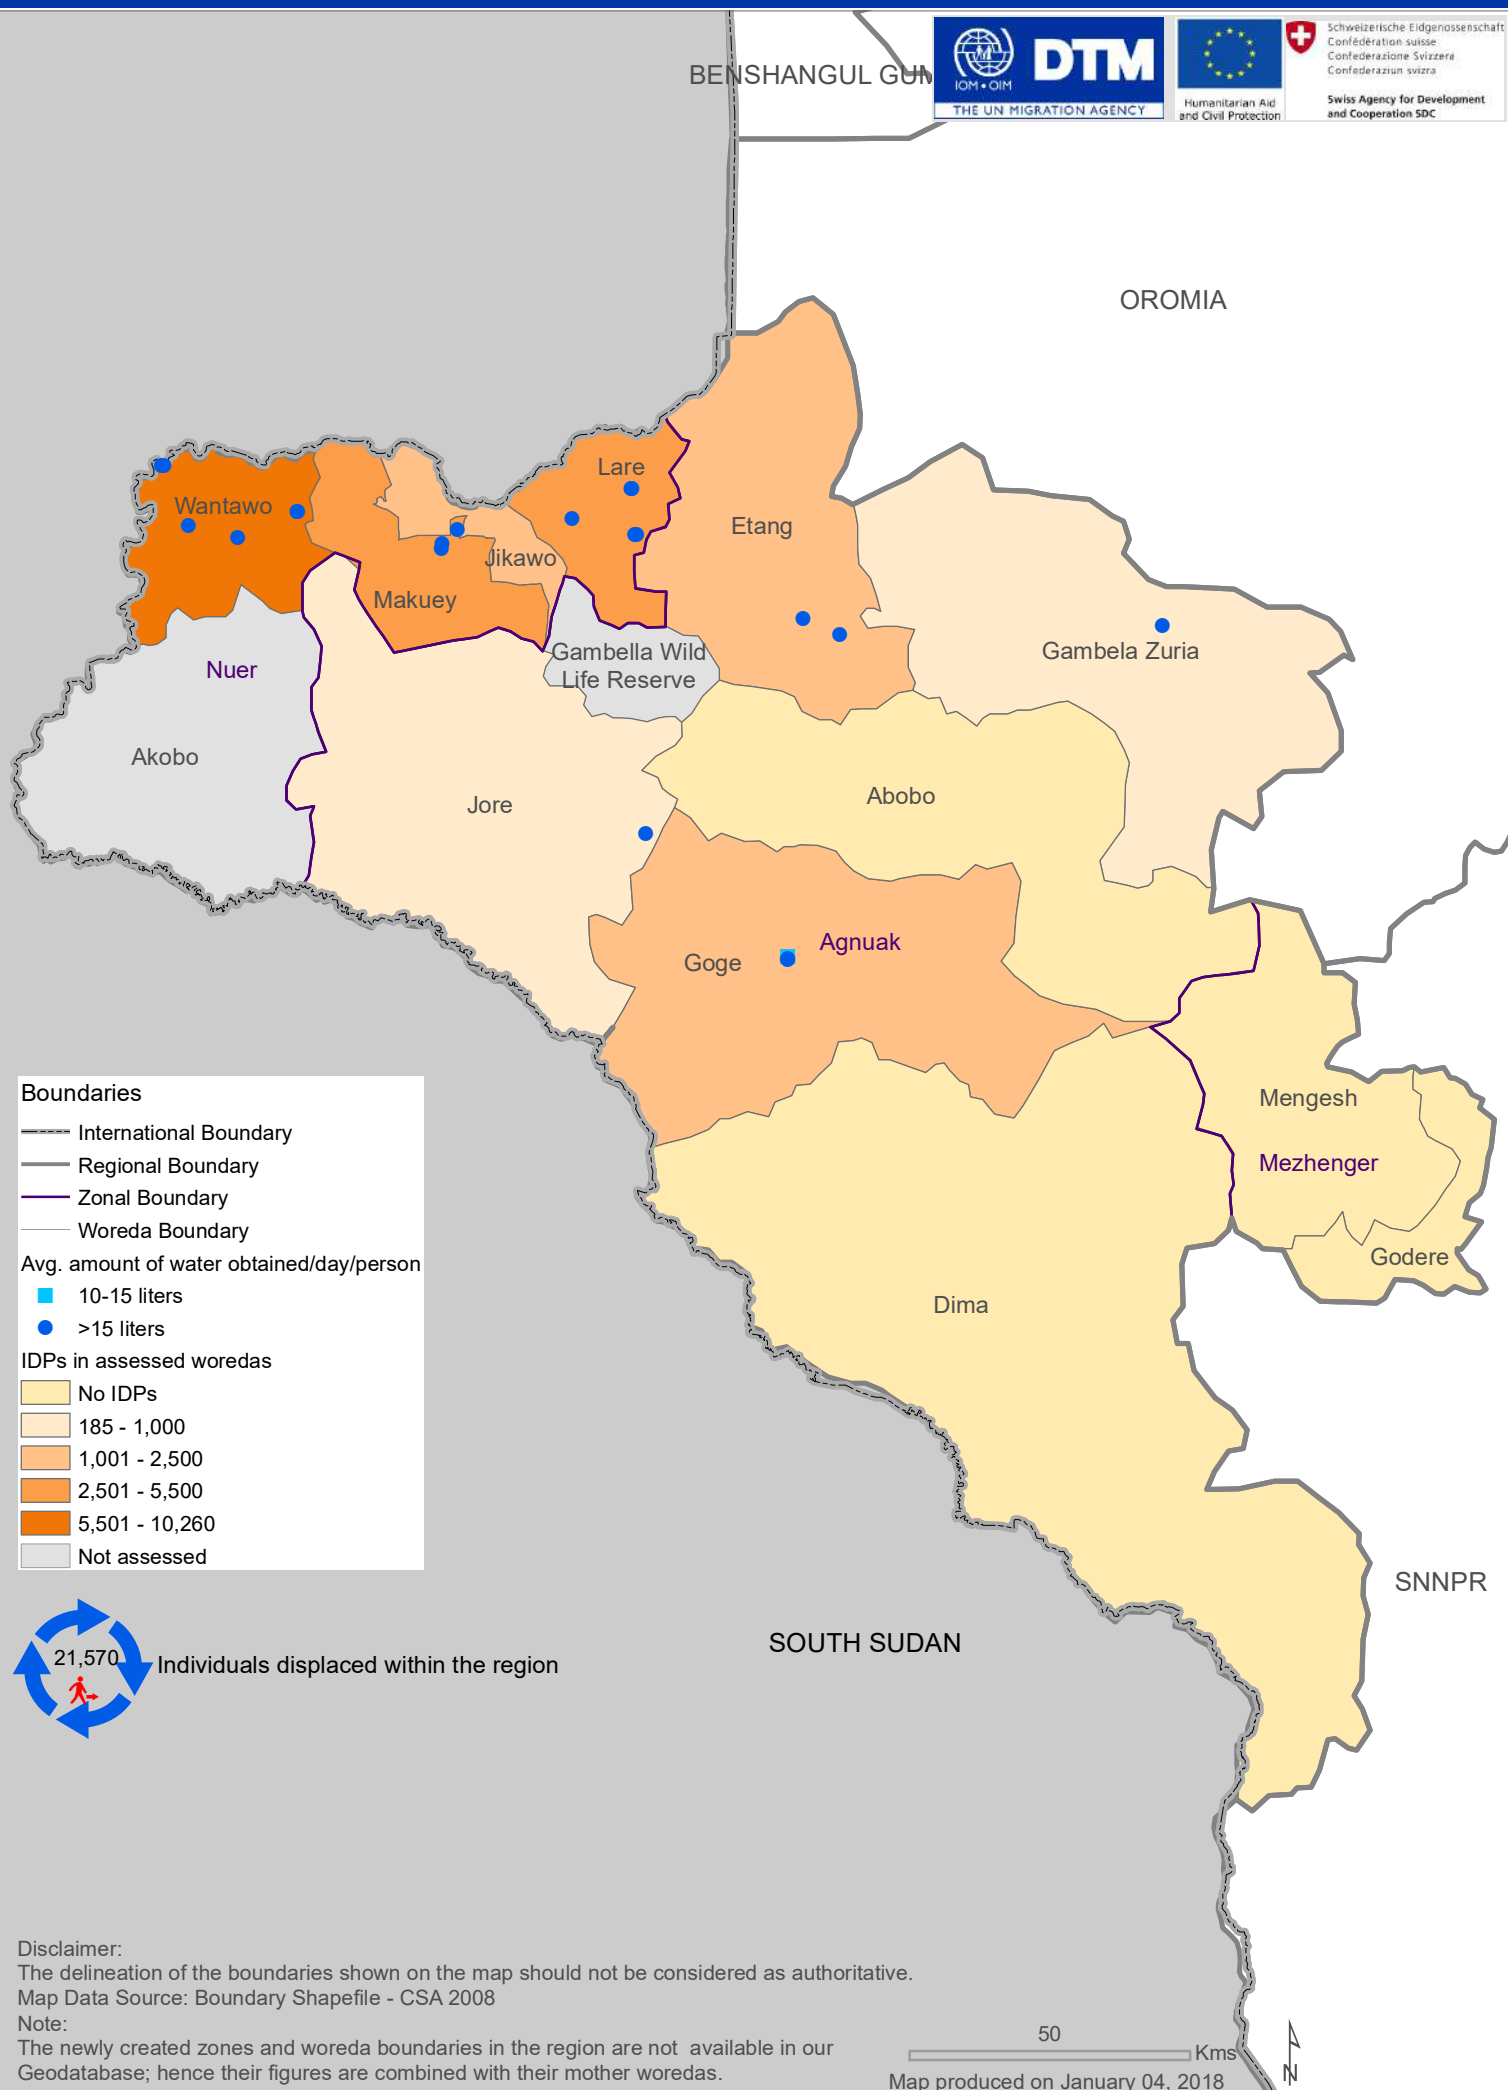 BENSHANGUL GUM
IOM • OIM
DTM
THE UN MIGRATION AGENCY
Humanitarian Aid
and Civil Protection
Schweizerische Eidgenossenschaft
Confédération suisse
Confederazione Svizzera
Confederaziun svizra
Swiss Agency for Development
and Cooperation SDC
OROMIA
Lare
Wantawo
Etang
Jikawo
Makuey
Gambela Zuria
Gambella Wild
Life Reserve
Nuer
Akobo
Jore
Abobo
Agnuak
Goge
Mengesh
Mezhenger
Godere
Dima
SNNPR
SOUTH SUDAN
Boundaries
International Boundary
Regional Boundary
Zonal Boundary
Woreda Boundary
Avg. amount of water obtained/day/person
10-15 liters
>15 liters
IDPs in assessed woredas
No IDPs
185 - 1,000
1,001 - 2,500
2,501 - 5,500
5,501 - 10,260
Not assessed
21,570
Individuals displaced within the region
Disclaimer:
The delineation of the boundaries shown on the map should not be considered as authoritative.
Map Data Source: Boundary Shapefile - CSA 2008
Note:
The newly created zones and woreda boundaries in the region are not available in our
Geodatabase; hence their figures are combined with their mother woredas.
50
Kms
N
Map produced on January 04, 2018